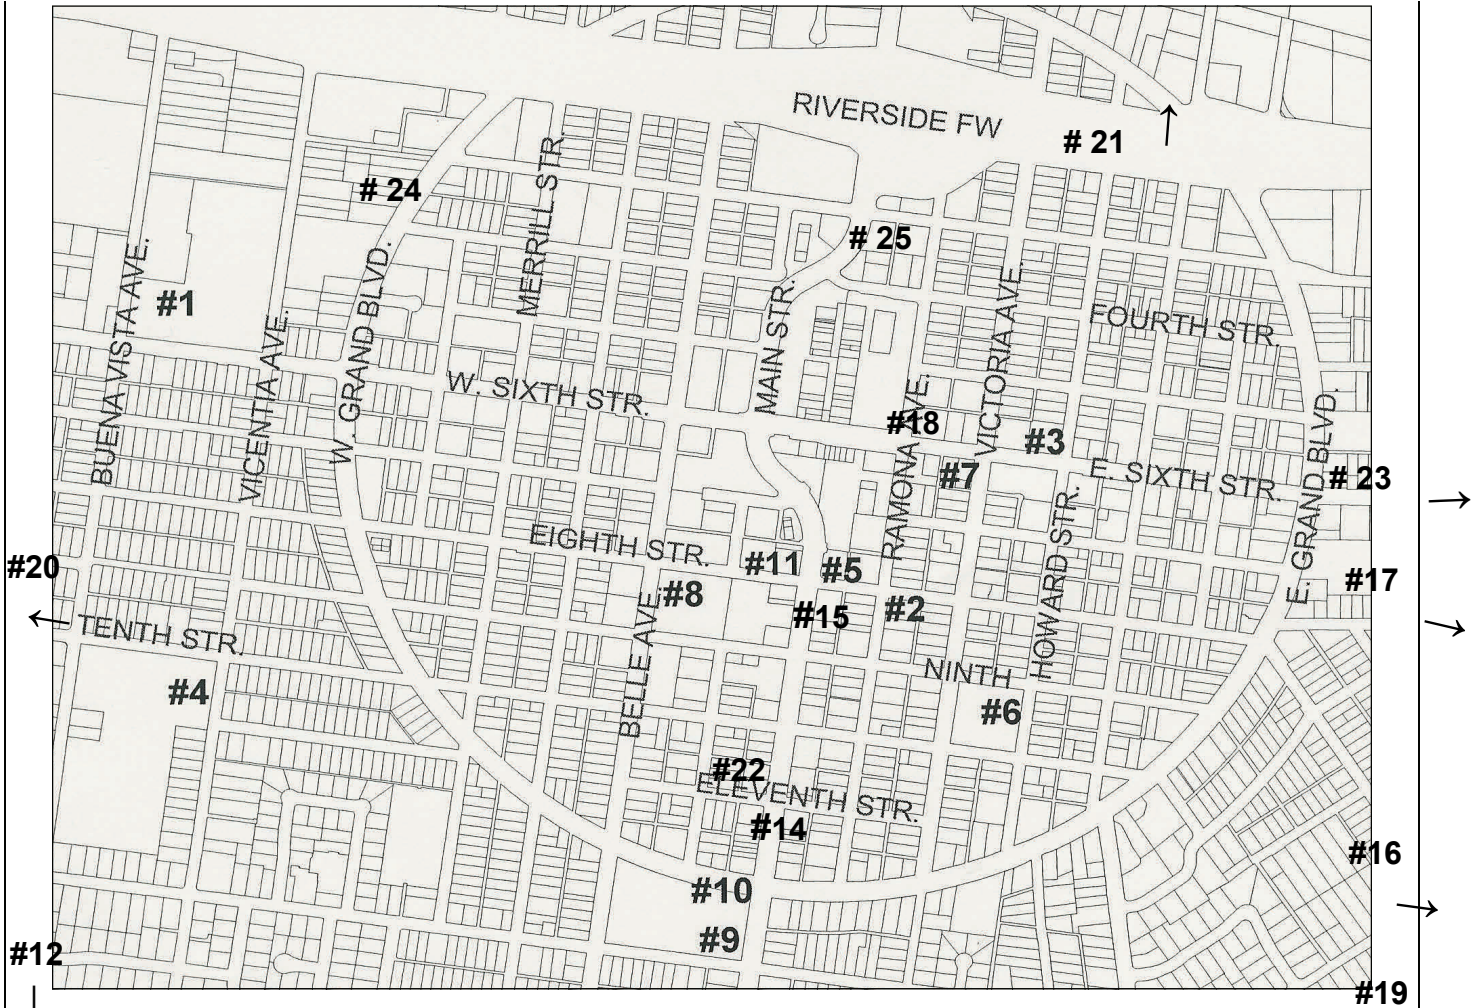 RIVERSIDE FW
# 21
MERRILL STR.
# 24
# 25
BUENA VISTA AVE.
#1
VICENTIA AVE.
W. GRAND BLVD.
MAIN STR.
VICTORIA AVE.
FOURTH STR.
W. SIXTH STR.
RAMONA AVE.
#18
#3
#7
E. SIXTH STR.
E. GRAND BLVD.
# 23
HOWARD STR.
EIGHTH STR.
#11
#5
#20
#17
#8
#15
#2
TENTH STR.
BELLE AVE.
NINTH
#4
#6
#22
ELEVENTH STR.
#14
#16
#10
#9
#12
#19